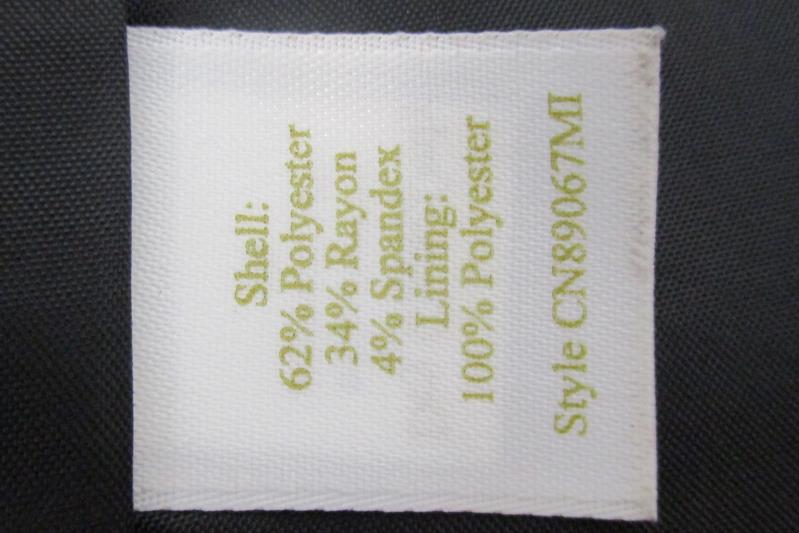 Shell:
62% Polyester
34% Rayon
4% Spandex
Lining:
100% Polyester
Style CN89067MI